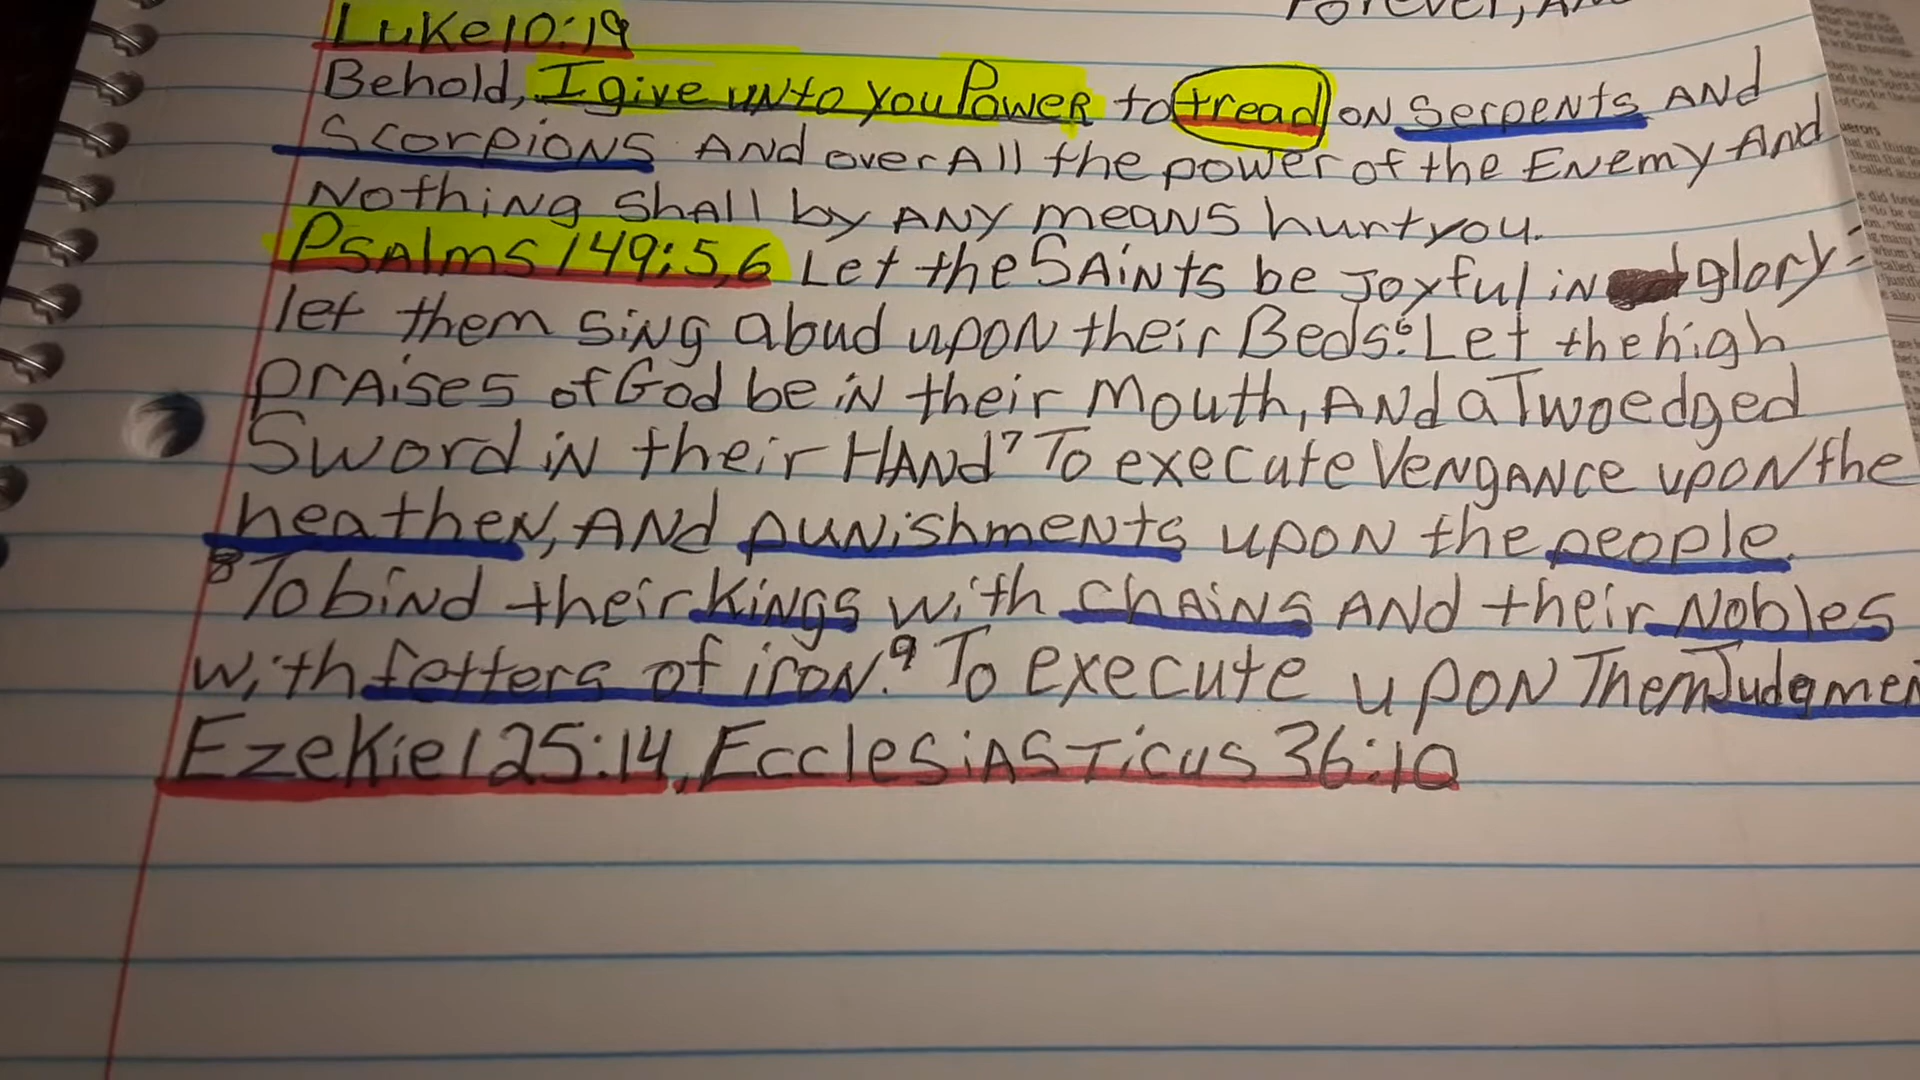 Forever,
Luke 10:19
Behold, I give unto you Power to tread on Serpents AND
Scorpions AND over All the power of the Enemy And
Nothing Shall by ANY means hurt you.
Psalms 149:5,6 Let the SAints be Joyful in glory:
let them sing aloud upon their Beds: 6 Let the high
prAises of God be in their Mouth, AND a Twoedged
Sword in their HAND 7 To execute VengANce upon the
heathen, AND punishments upon the people.
8 To bind their Kings with chAins AND their Nobles
with fetters of iron. 9 To execute upon Them Judgmen
Ezekiel 25:14, EcclesiASTicus 36:10